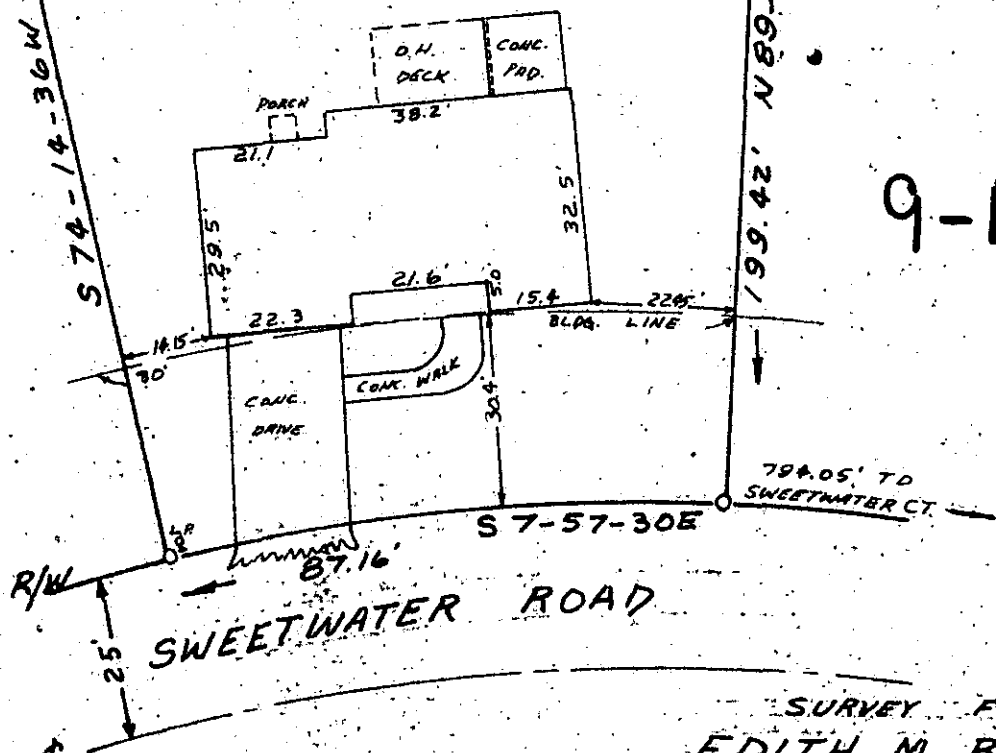 S 74-14-36W
O.H.
DECK
CONC.
PAD.
PORCH
38.2'
21.1
29.5'
32.5'
199.42' N89-
9-
21.6'
5.0'
22.3
15.4
22.45'
BLDG. LINE
14.15'
30'
CONC. WALK
CONC.
DRIVE
30.4'
794.05' TO
SWEETWATER CT.
S 7-57-30E
87.16'
R/W
25'
SWEETWATER ROAD
SURVEY F
EDITH M